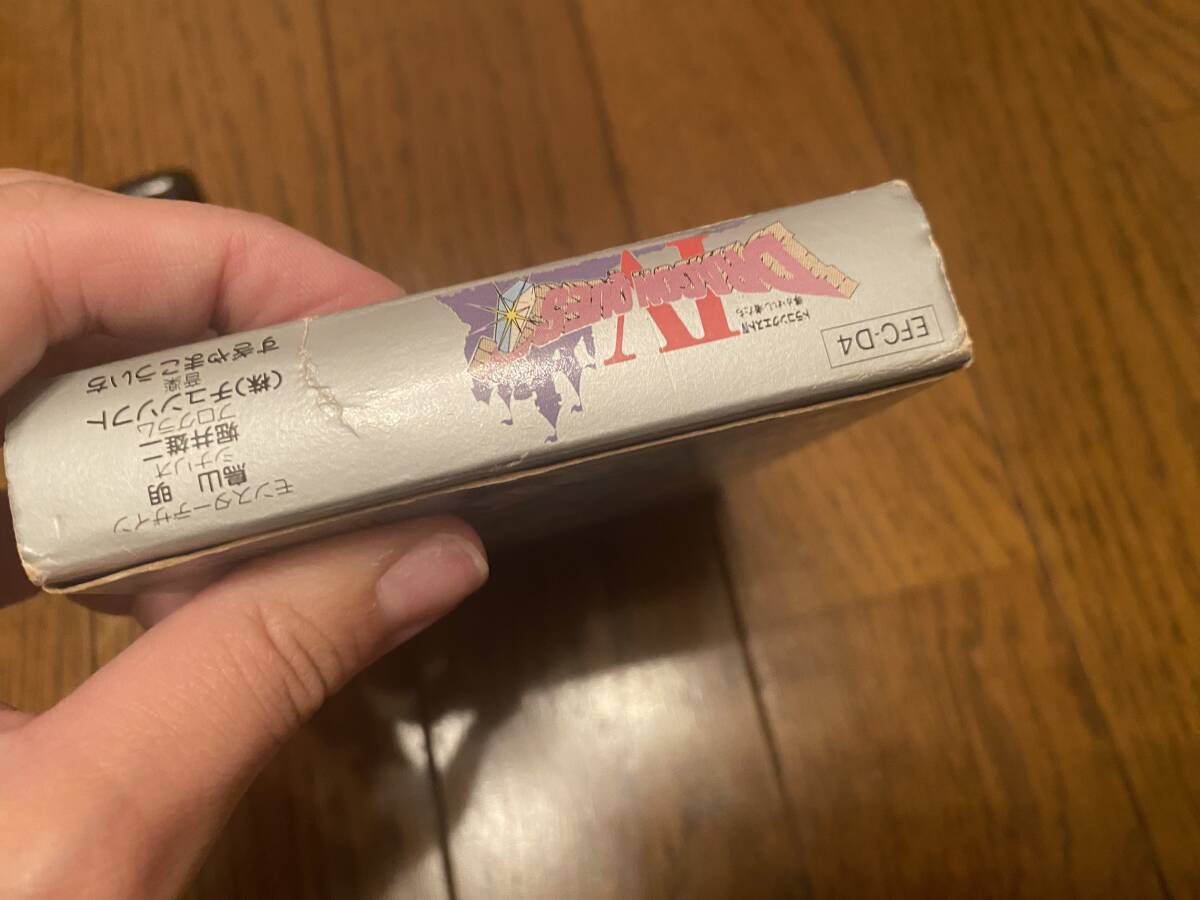 EFC-D4
ドラゴンクエストIV
導かれし者たち
DRAGON QUEST
IV
モンスターデザイン
鳥山 明
シナリオ
堀井雄二
プログラム
(株)チュンソフト
音楽
すぎやまこういち